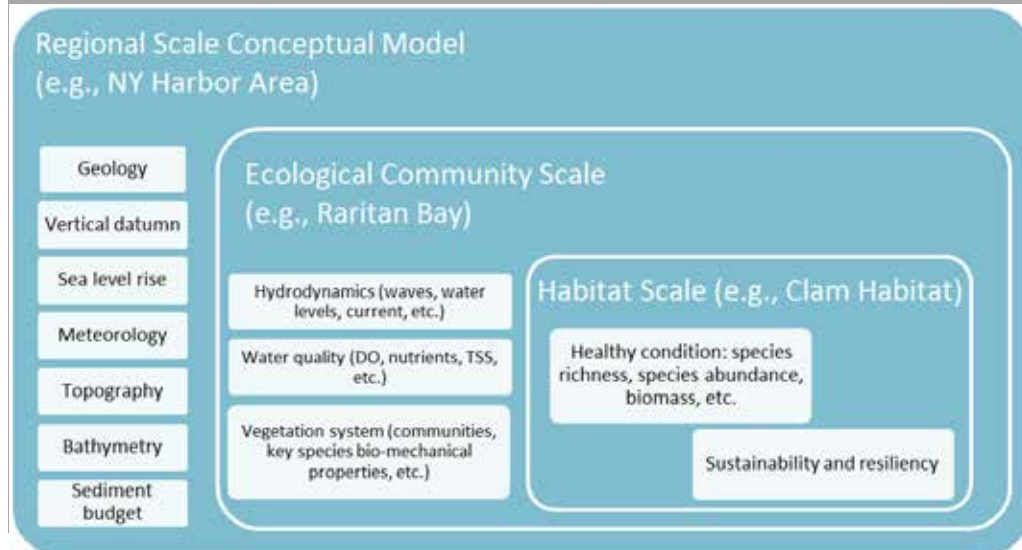 Regional Scale Conceptual Model
(e.g., NY Harbor Area)
Geology
Vertical datumn
Sea level rise
Meteorology
Topography
Bathymetry
Sediment
budget
Ecological Community Scale
(e.g., Raritan Bay)
Hydrodynamics (waves, water
levels, current, etc.)
Water quality (DO, nutrients, TSS,
etc.)
Vegetation system (communities,
key species bio-mechanical
properties, etc.)
Habitat Scale (e.g., Clam Habitat)
Healthy condition: species
richness, species abundance,
biomass, etc.
Sustainability and resiliency